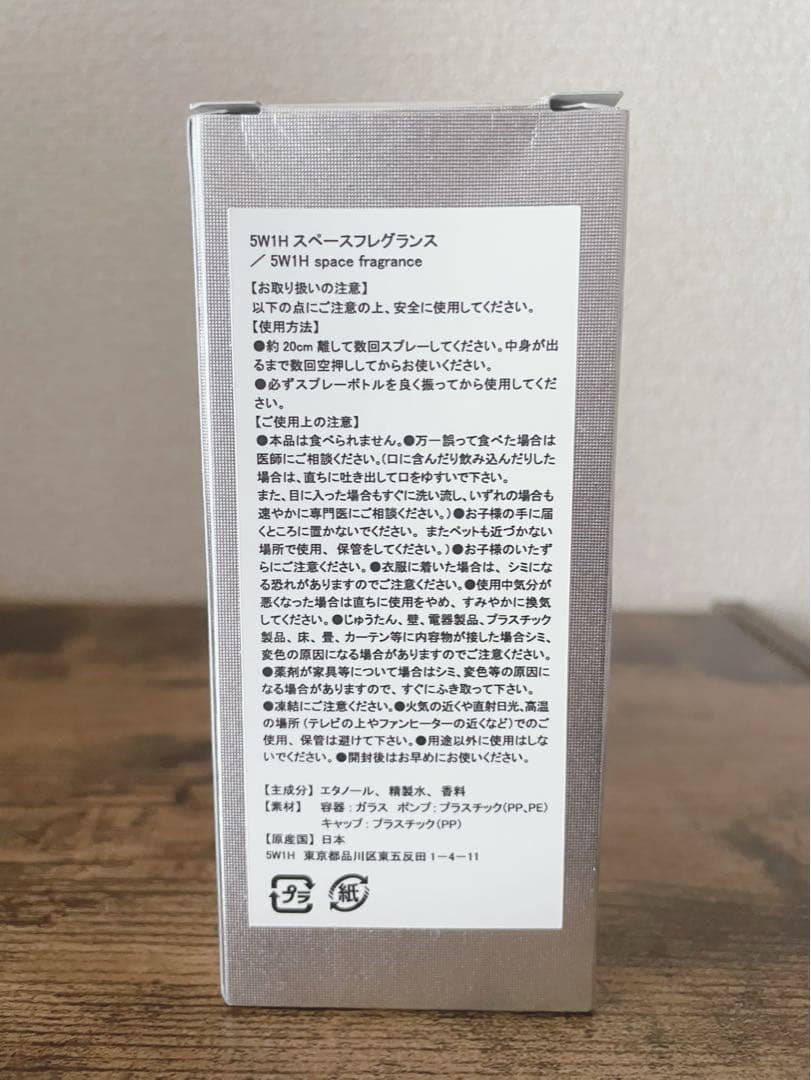 5W1H スペースフレグランス
／ 5W1H space fragrance
【お取り扱いの注意】
以下の点にご注意の上、安全に使用してください。
【使用方法】
●約 20cm 離して数回スプレーしてください。中身が出
るまで数回空押ししてからお使いください。
●必ずスプレーボトルを良く振ってから使用してくだ
さい。
【ご使用上の注意】
●本品は食べられません。●万一誤って食べた場合は
医師にご相談ください。（口に含んだり飲み込んだりした
場合は、直ちに吐き出して口をゆすいで下さい。
また、目に入った場合もすぐに洗い流し、いずれの場合も
速やかに専門医にご相談ください。）●お子様の手に届
くところに置かないでください。またペットも近づかない
場所で使用、保管をしてください。）●お子様のいたず
らにご注意ください。●衣服に着いた場合は、シミにな
る恐れがありますのでご注意ください。●使用中気分が
悪くなった場合は直ちに使用をやめ、すみやかに換気
してください。●じゅうたん、壁、電器製品、プラスチック
製品、床、畳、カーテン等に内容物が接した場合シミ、
変色の原因になる場合がありますのでご注意ください。
●薬剤が家具等について場合はシミ、変色等の原因に
なる場合がありますので、すぐにふき取って下さい。
●凍結にご注意ください。●火気の近くや直射日光、高温
の場所（テレビの上やファンヒーターの近くなど）でのご
使用、保管は避けて下さい。●用途以外に使用はしな
いでください。●開封後はお早めにお使いください。
【主成分】エタノール、精製水、香料
【素材】 容器：ガラス ポンプ：プラスチック（PP、PE）
キャップ：プラスチック（PP）
【原産国】日本
5W1H 東京都品川区東五反田 1－4－11
プラ 紙